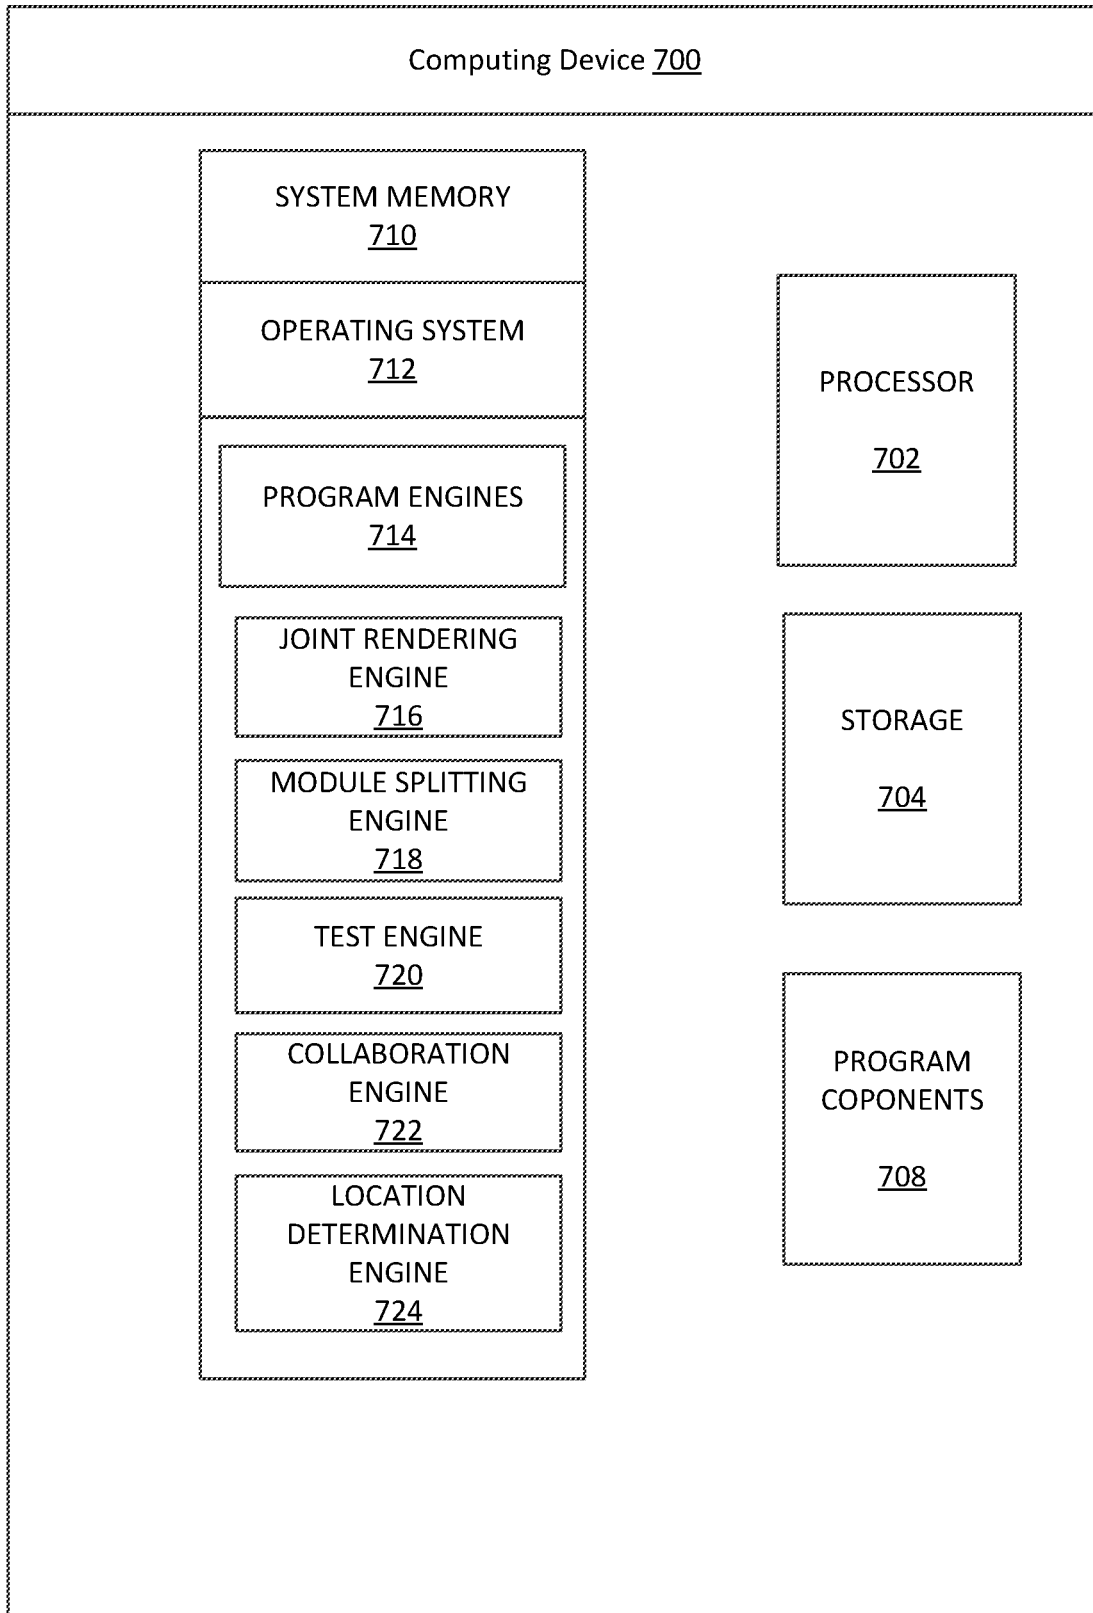 Computing Device 700
SYSTEM MEMORY
710
OPERATING SYSTEM
712
PROGRAM ENGINES
714
JOINT RENDERING
ENGINE
716
MODULE SPLITTING
ENGINE
718
TEST ENGINE
720
COLLABORATION
ENGINE
722
LOCATION
DETERMINATION
ENGINE
724
PROCESSOR
702
STORAGE
704
PROGRAM
COPONENTS
708